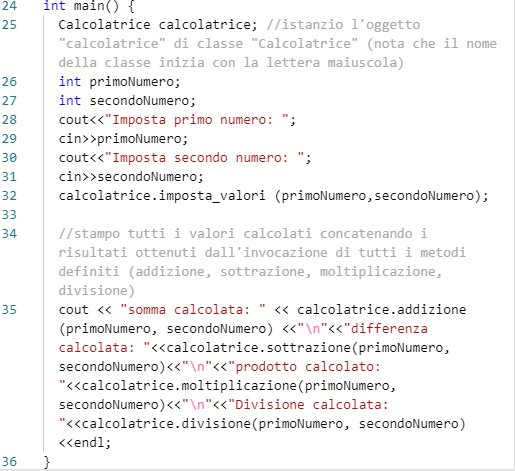 24 int main() {
25 Calcolatrice calcolatrice; //istanzio l'oggetto
"calcolatrice" di classe "Calcolatrice" (nota che il nome
della classe inizia con la lettera maiuscola)
26 int primoNumero;
27 int secondoNumero;
28 cout<<"Imposta primo numero: ";
29 cin>>primoNumero;
30 cout<<"Imposta secondo numero: ";
31 cin>>secondoNumero;
32 calcolatrice.imposta_valori (primoNumero,secondoNumero);
33
34 //stampo tutti i valori calcolati concatenando i
risultati ottenuti dall'invocazione di tutti i metodi
definiti (addizione, sottrazione, moltiplicazione,
divisione)
35 cout << "somma calcolata: " << calcolatrice.addizione
(primoNumero, secondoNumero) <<"\n"<<"differenza
calcolata: "<<calcolatrice.sottrazione(primoNumero,
secondoNumero)<<"\n"<<"prodotto calcolato:
"<<calcolatrice.moltiplicazione(primoNumero,
secondoNumero)<<"\n"<<"Divisione calcolata:
"<<calcolatrice.divisione(primoNumero, secondoNumero)
<<endl;
36 }